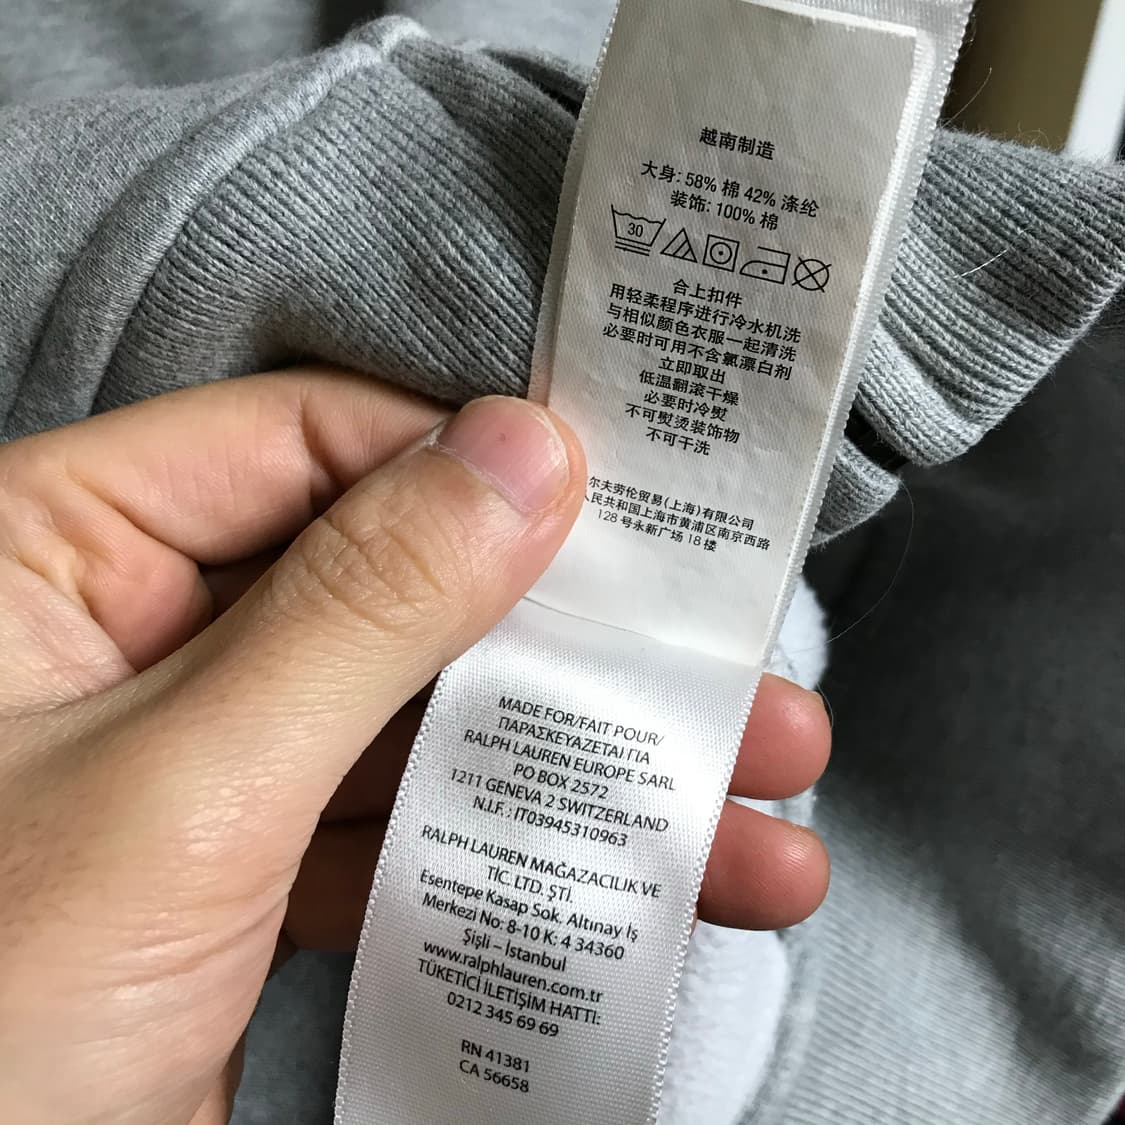 越南制造
大身: 58% 棉 42% 涤纶
装饰: 100% 棉
30
合上扣件
用轻柔程序进行冷水机洗
与相似颜色衣服一起清洗
必要时可用不含氯漂白剂
立即取出
低温翻滚干燥
必要时冷熨
不可熨烫装饰物
不可干洗
尔夫劳伦贸易(上海)有限公司
民共和国上海市黄浦区南京西路
128 号永新广场 18 楼
MADE FOR/FAIT POUR/
ΠΑΡΑΣΚΕΥΑΖΕΤΑΙ ΓΙΑ
RALPH LAUREN EUROPE SARL
PO BOX 2572
1211 GENEVA 2 SWITZERLAND
N.I.F. : IT03945310963
RALPH LAUREN MAĞAZACILIK VE
TİC. LTD. ŞTİ.
Esentepe Kasap Sok. Altınay İş
Merkezi No: 8-10 K: 4 34360
Şişli – İstanbul
www.ralphlauren.com.tr
TÜKETİCİ İLETİŞİM HATTI:
0212 345 69 69
RN 41381
CA 56658